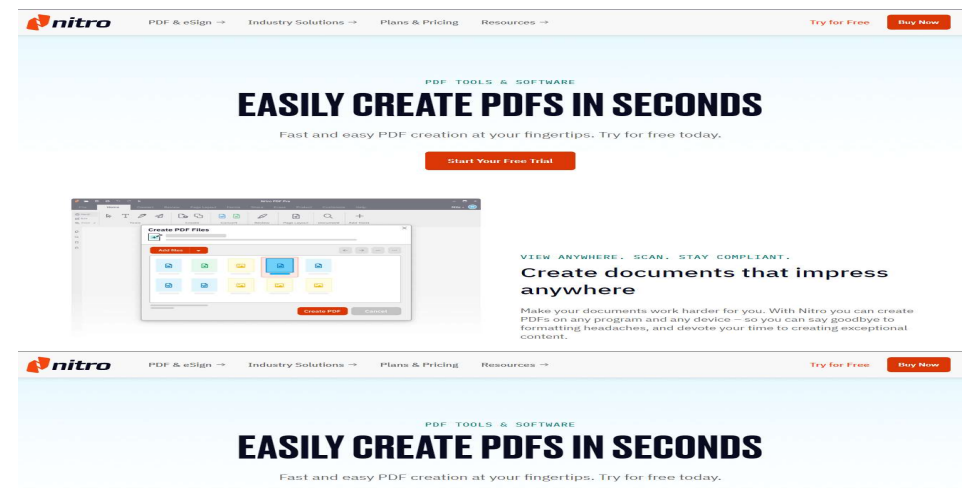 nitro PDF & eSign → Industry Solutions → Plans & Pricing Resources → Try for Free Buy Now
PDF TOOLS & SOFTWARE
EASILY CREATE PDFS IN SECONDS
Fast and easy PDF creation at your fingertips. Try for free today.
Start Your Free Trial
Create PDF Files
Add files
Create PDF Cancel
VIEW ANYWHERE. SCAN. STAY COMPLIANT.
Create documents that impress
anywhere
Make your documents work harder for you. With Nitro you can create
PDFs on any program and any device – so you can say goodbye to
formatting headaches, and devote your time to creating exceptional
content.
nitro PDF & eSign → Industry Solutions → Plans & Pricing Resources → Try for Free Buy Now
PDF TOOLS & SOFTWARE
EASILY CREATE PDFS IN SECONDS
Fast and easy PDF creation at your fingertips. Try for free today.